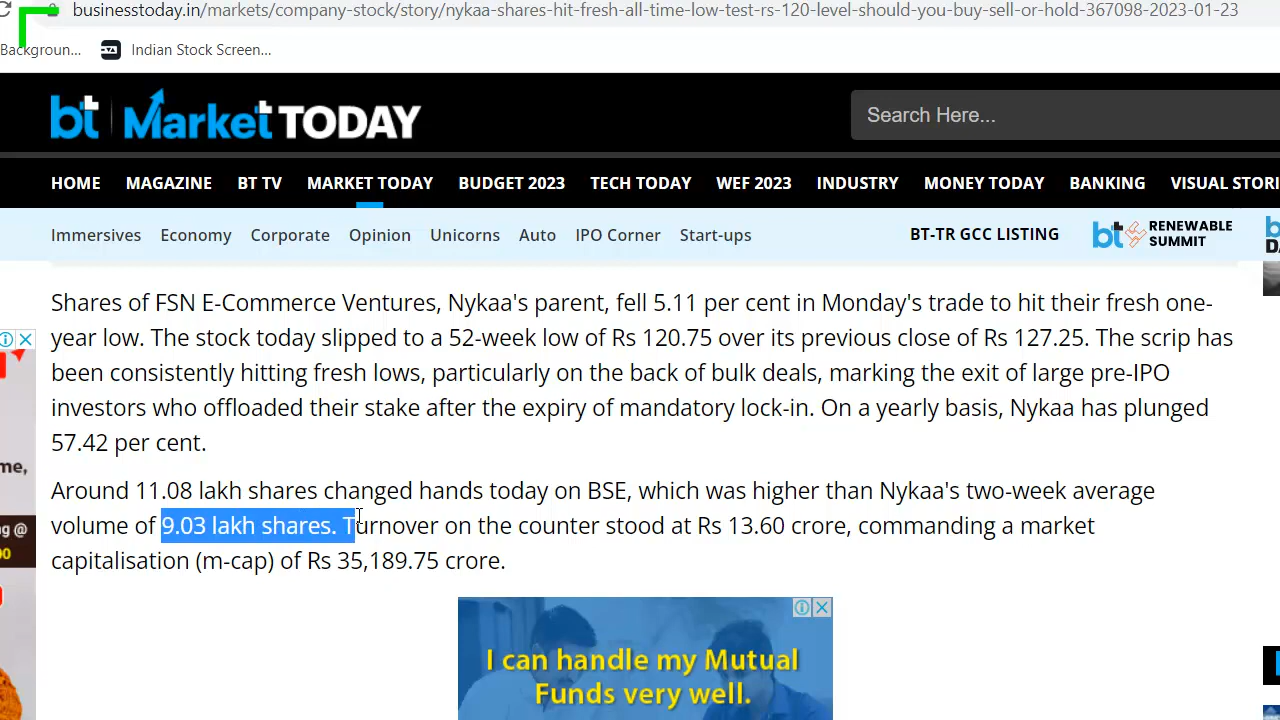 businesstoday.in/markets/company-stock/story/nykaa-shares-hit-fresh-all-time-low-tests-rs-120-level-should-you-buy-sell-or-hold-367098-2023-01-23
Backgroun... Indian Stock Screen...
bt Market TODAY Search Here...
HOME MAGAZINE BT TV MARKET TODAY BUDGET 2023 TECH TODAY WEF 2023 INDUSTRY MONEY TODAY BANKING VISUAL STORI
Immersives Economy Corporate Opinion Unicorns Auto IPO Corner Start-ups BT-TR GCC LISTING bt RENEWABLE SUMMIT
Shares of FSN E-Commerce Ventures, Nykaa's parent, fell 5.11 per cent in Monday's trade to hit their fresh one-
year low. The stock today slipped to a 52-week low of Rs 120.75 over its previous close of Rs 127.25. The scrip has
been consistently hitting fresh lows, particularly on the back of bulk deals, marking the exit of large pre-IPO
investors who offloaded their stake after the expiry of mandatory lock-in. On a yearly basis, Nykaa has plunged
57.42 per cent.
Around 11.08 lakh shares changed hands today on BSE, which was higher than Nykaa's two-week average
volume of 9.03 lakh shares. Turnover on the counter stood at Rs 13.60 crore, commanding a market
capitalisation (m-cap) of Rs 35,189.75 crore.
I can handle my Mutual
Funds very well.